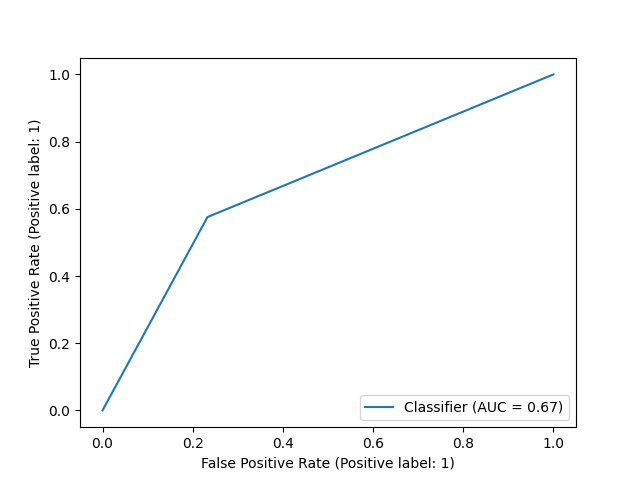 1.0
0.8
0.6
0.4
0.2
0.0
True Positive Rate (Positive label: 1)
Classifier (AUC = 0.67)
0.0 0.2 0.4 0.6 0.8 1.0
False Positive Rate (Positive label: 1)